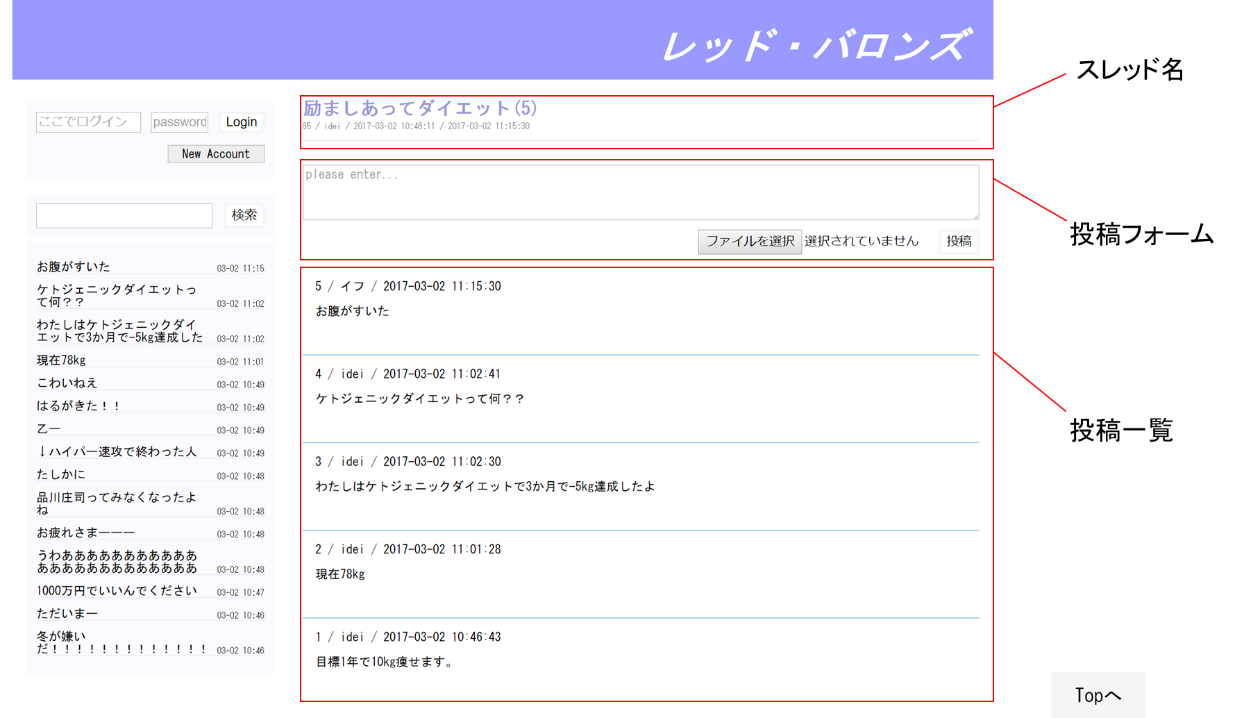 レッド・バロンズ
スレッド名
ここでログイン password Login
New Account
検索
お腹がすいた 03-02 11:15
ケトジェニックダイエットっ
て何？？ 03-02 11:02
わたしはケトジェニックダイ
エットで3か月で-5kg達成した 03-02 11:02
現在78kg 03-02 11:01
こわいねえ 03-02 10:49
はるがきた！！ 03-02 10:49
乙ー 03-02 10:49
↓ハイパー速攻で終わった人 03-02 10:49
たしかに 03-02 10:48
品川庄司ってみなくなったよ
ね 03-02 10:48
お疲れさまーーー 03-02 10:48
うわあああああああああああ
あああああああああああああ 03-02 10:48
1000万円でいいんでください 03-02 10:47
ただいまー 03-02 10:46
冬が嫌い
だ！！！！！！！！！！！！！ 03-02 10:46
励ましあってダイエット(5)
85 / idei / 2017-03-02 10:46:11 / 2017-03-02 11:15:30
please enter...
ファイルを選択 選択されていません 投稿
投稿フォーム
5 / イフ / 2017-03-02 11:15:30
お腹がすいた
4 / idei / 2017-03-02 11:02:41
ケトジェニックダイエットって何？？
3 / idei / 2017-03-02 11:02:30
わたしはケトジェニックダイエットで3か月で-5kg達成したよ
2 / idei / 2017-03-02 11:01:28
現在78kg
1 / idei / 2017-03-02 10:46:43
目標1年で10kg痩せます。
投稿一覧
Topへ